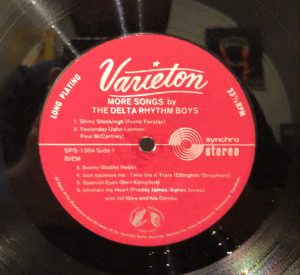 LONG PLAYING
Varieton
33⅓ RPM
MORE SONGS by
THE DELTA RHYTHM BOYS
1. Shiny Stockings (Frank Forster)
2. Yesterday (John Lennon-
Paul McCartney)
SPS-1304 Side 1
BIEM
synchro
stereo
3. Sunny (Bobby Hebb)
4. Just squeeze me - Take the A-Train (Ellington/Strayhorn)
5. Spanish Eyes (Bert Kämpfert)
6. Unchain my Heart (Freddy James/Agnes Jones)
with Jef Mike and his Combo